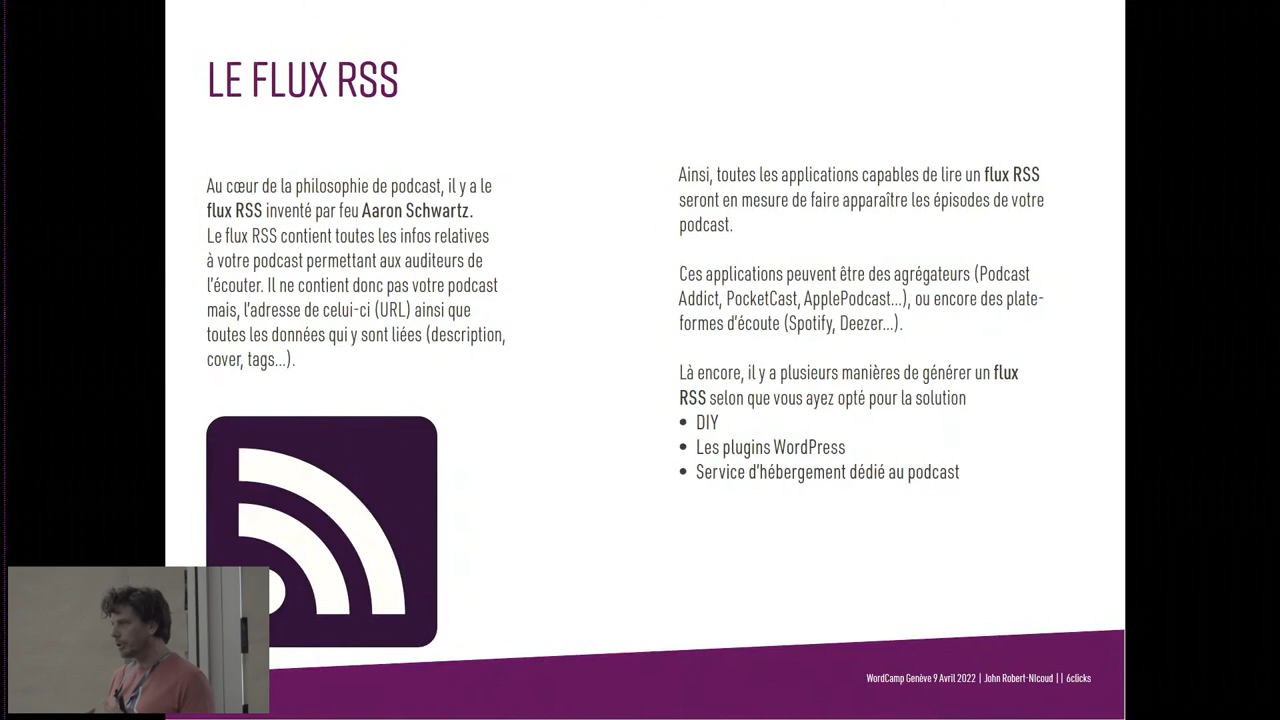 LE FLUX RSS
Au cœur de la philosophie de podcast, il y a le
flux RSS inventé par feu Aaron Schwartz.
Le flux RSS contient toutes les infos relatives
à votre podcast permettant aux auditeurs de
l'écouter. Il ne contient donc pas votre podcast
mais, l'adresse de celui-ci (URL) ainsi que
toutes les données qui y sont liées (description,
cover, tags...).
Ainsi, toutes les applications capables de lire un flux RSS
seront en mesure de faire apparaître les épisodes de votre
podcast.
Ces applications peuvent être des agrégateurs (Podcast
Addict, PocketCast, ApplePodcast...), ou encore des plate-
formes d'écoute (Spotify, Deezer...).
Là encore, il y a plusieurs manières de générer un flux
RSS selon que vous ayez opté pour la solution
• DIY
• Les plugins WordPress
• Service d'hébergement dédié au podcast
WordCamp Genève 9 Avril 2022 | John Robert-NIcoud || 6clicks